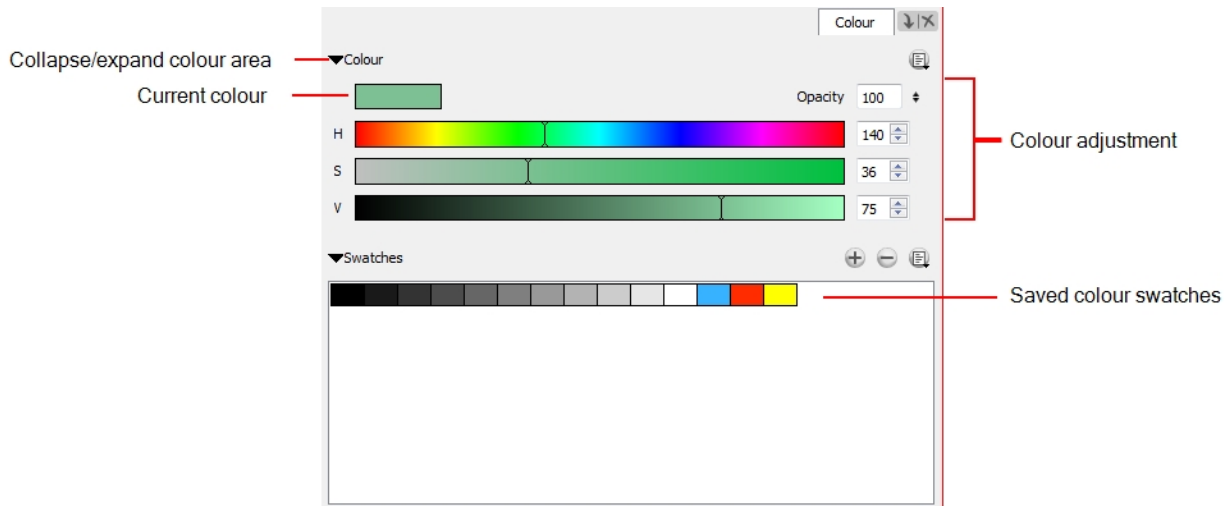 Colour
Collapse/expand colour area
Colour
Current colour
Opacity 100
H 140
Colour adjustment
S 36
V 75
Swatches
Saved colour swatches